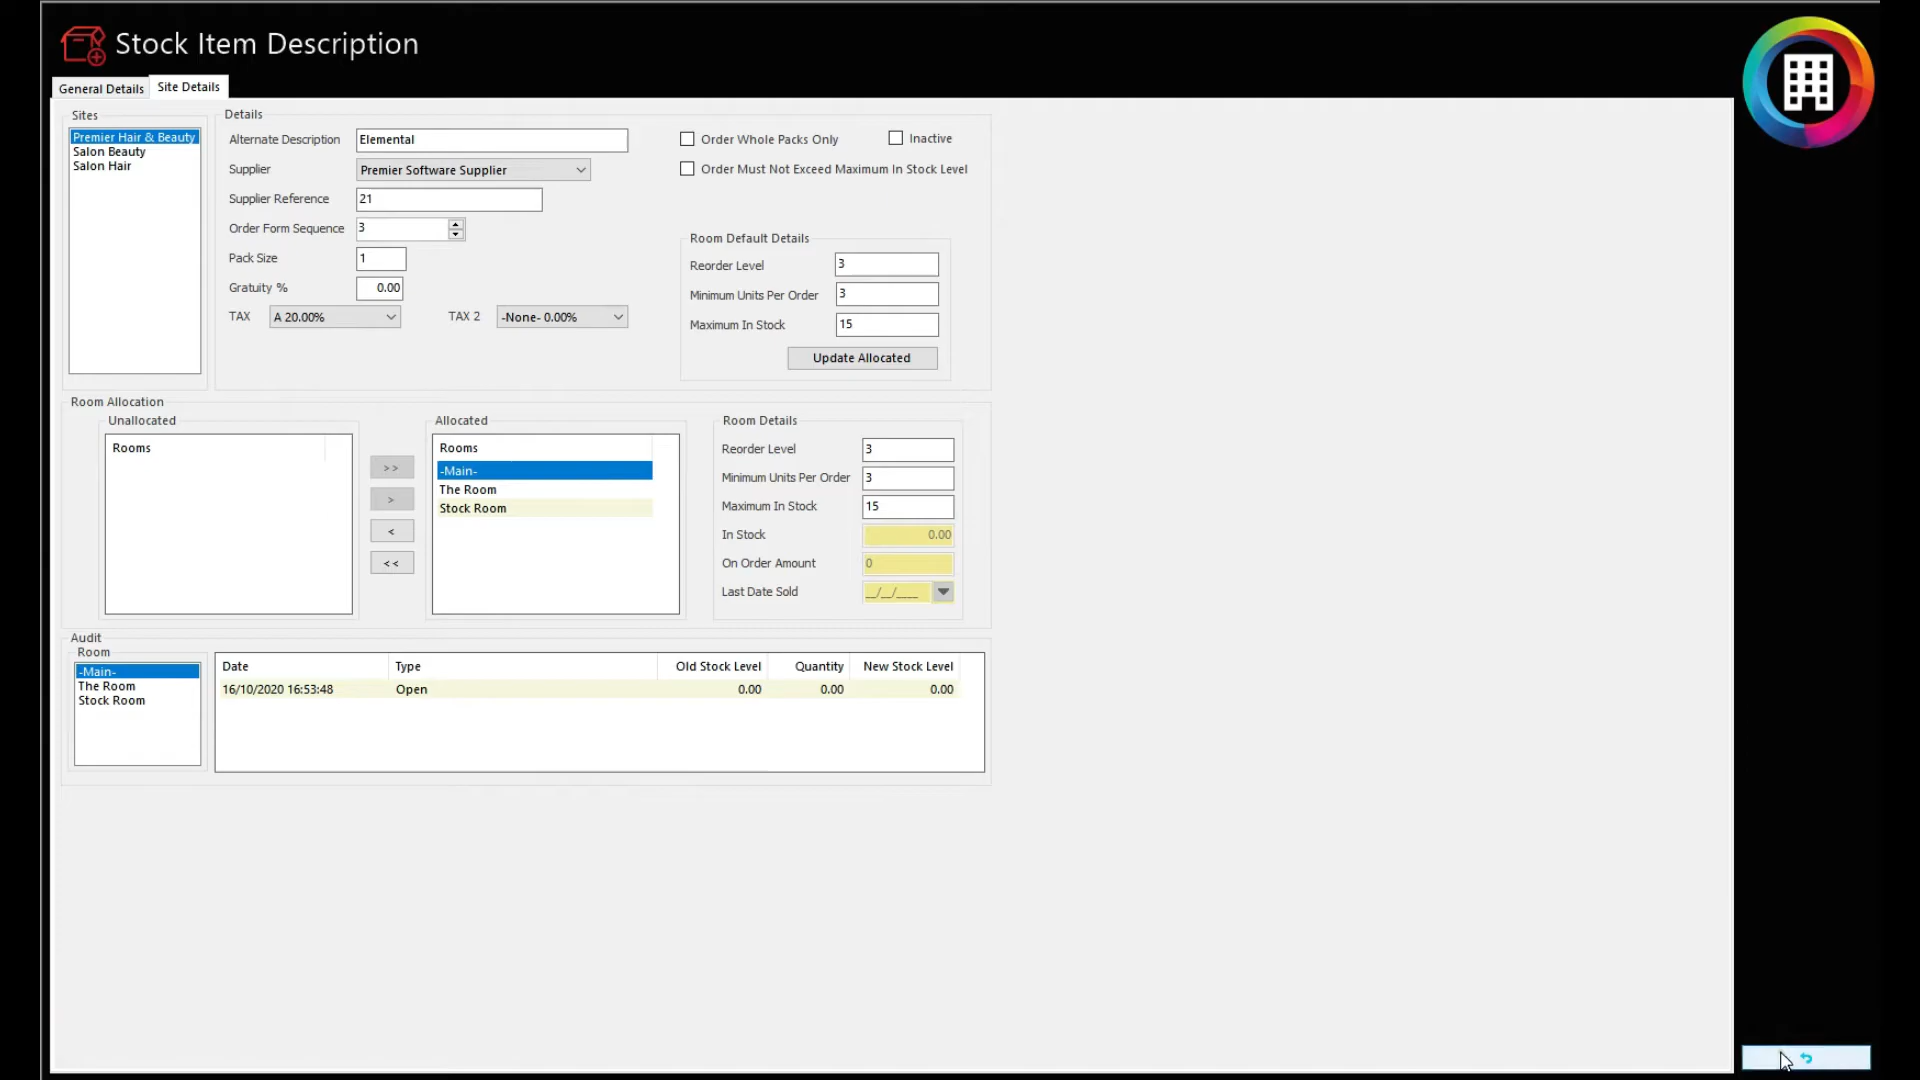 Stock Item Description
General Details
Site Details
Sites
Premier Hair & Beauty
Salon Beauty
Salon Hair
Details
Alternate Description
Elemental
Order Whole Packs Only
Inactive
Supplier
Premier Software Supplier
Order Must Not Exceed Maximum In Stock Level
Supplier Reference
21
Order Form Sequence
3
Pack Size
1
Gratuity %
0.00
TAX
A 20.00%
TAX 2
-None- 0.00%
Room Default Details
Reorder Level
3
Minimum Units Per Order
3
Maximum In Stock
15
Update Allocated
Room Allocation
Unallocated
Rooms
>>
>
<
<<
Allocated
Rooms
-Main-
The Room
Stock Room
Room Details
Reorder Level
3
Minimum Units Per Order
3
Maximum In Stock
15
In Stock
0.00
On Order Amount
0
Last Date Sold
__/__/____
Audit
Room
-Main-
The Room
Stock Room
Date Type Old Stock Level Quantity New Stock Level
16/10/2020 16:53:48 Open 0.00 0.00 0.00